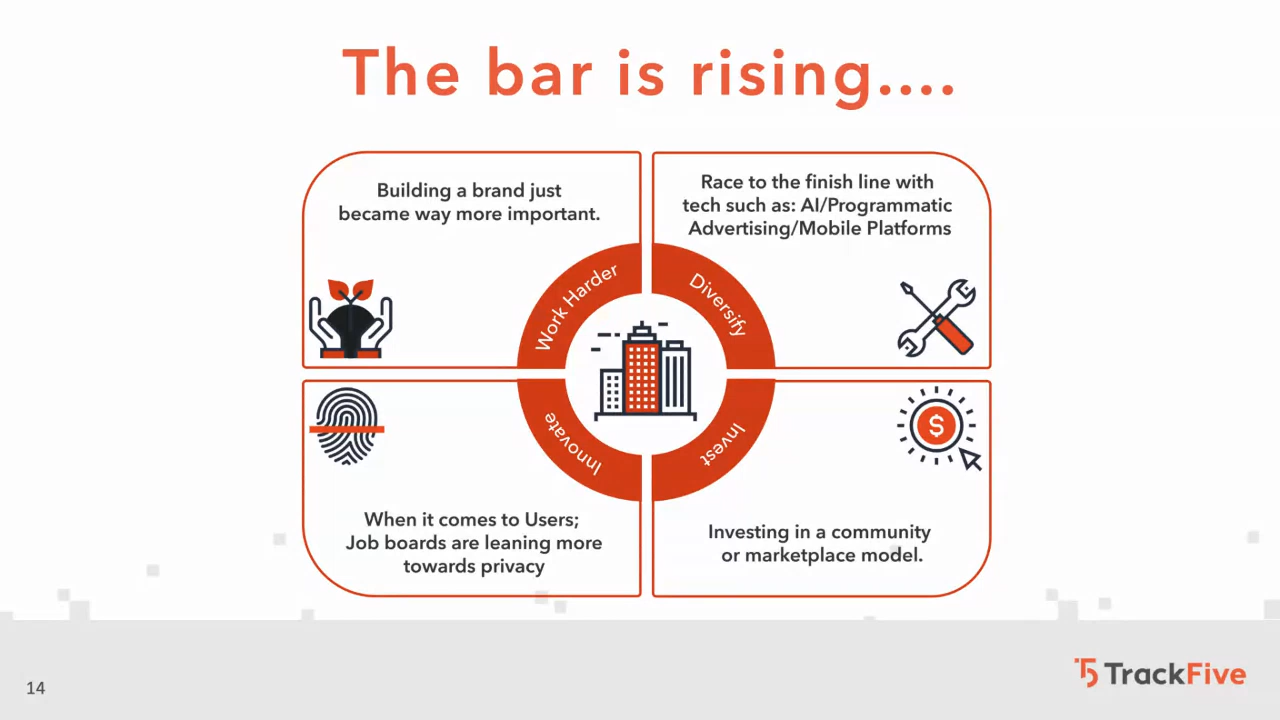 The bar is rising....
Building a brand just
became way more important.
Race to the finish line with
tech such as: AI/Programmatic
Advertising/Mobile Platforms
Work Harder
Diversify
Innovate
Invest
$
When it comes to Users;
Job boards are leaning more
towards privacy
Investing in a community
or marketplace model.
14
T5 TrackFive